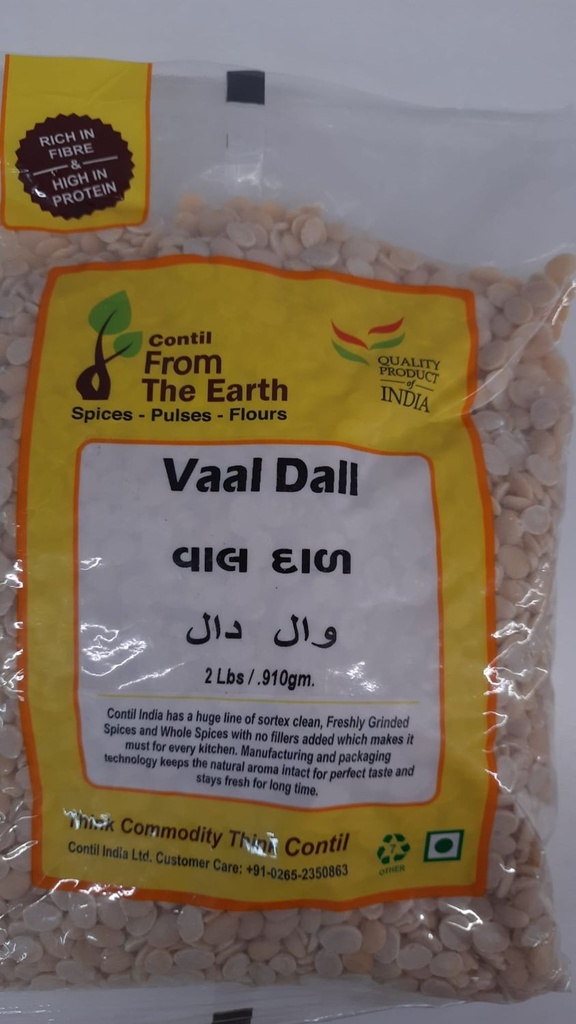 RICH IN
FIBRE
&
HIGH IN
PROTEIN
Contil
From
The Earth
Spices - Pulses - Flours
QUALITY
PRODUCT
of
INDIA
Vaal Dall
વાલ દાળ
وال دال
2 Lbs / .910gm.
Contil India has a huge line of sortex clean, Freshly Grinded
Spices and Whole Spices with no fillers added which makes it
must for every kitchen. Manufacturing and packaging
technology keeps the natural aroma intact for perfect taste and
stays fresh for long time.
Think Commodity Think Contil
Contil India Ltd. Customer Care: +91-0265-2350863
7
OTHER